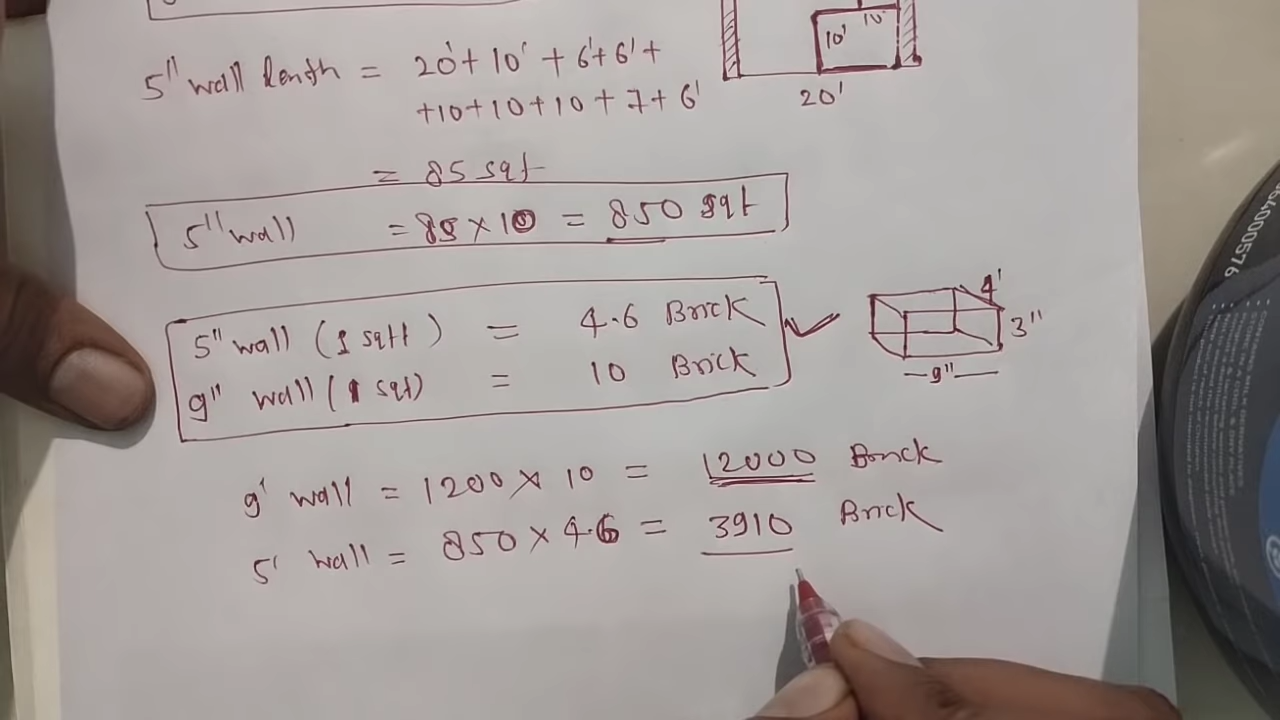 10'
10'
20'
5" wall length = 20'+ 10' + 6'+ 6' +
+10+10+10 + 7 + 6'
= 85 sqft
5" wall = 85 x 10 = 850 sqft
5" wall (1 sqft) = 4.6 Brick
9" wall (1 sqt) = 10 Brick
4'
3"
9"
9' wall = 1200 x 10 = 12000 Brick
5' wall = 850 x 4.6 = 3910 Brick
54000576